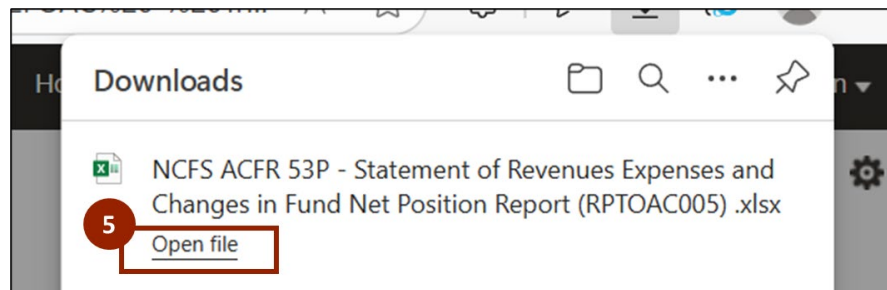 Ho
Downloads
n
NCFS ACFR 53P - Statement of Revenues Expenses and
Changes in Fund Net Position Report (RPTOAC005) .xlsx
5
Open file